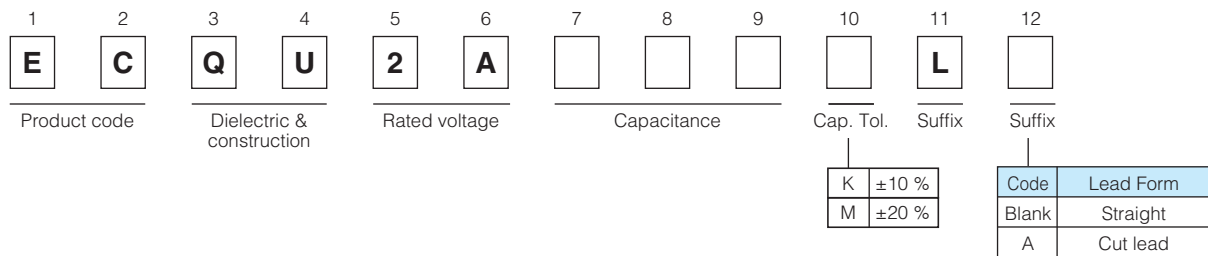 1 2 3 4 5 6 7 8 9 10 11 12
E C Q U 2 A L
Product code Dielectric & construction Rated voltage Capacitance Cap. Tol. Suffix Suffix
K ±10 %
M ±20 %
Code Lead Form
Blank Straight
A Cut lead